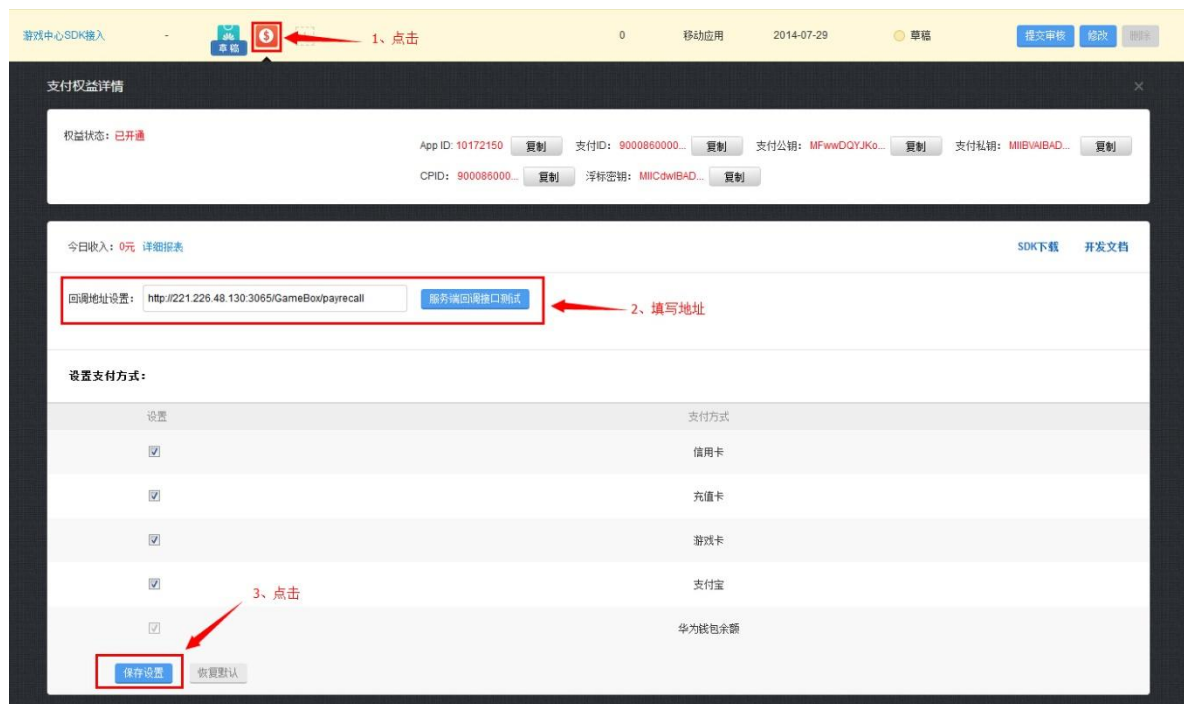 游戏中心SDK接入 - 草稿 1、点击 0 移动应用 2014-07-29 草稿 提交审核 修改 删除
支付权益详情 ×
权益状态：已开通
App ID: 10172150 复制 支付ID： 9000860000... 复制 支付公钥： MFwwDQYJKo... 复制 支付私钥： MIIBVAIBAD... 复制
CPID： 900086000... 复制 浮标密钥： MIICdwIBAD... 复制
今日收入：0元 详细报表 SDK下载 开发文档
回调地址设置： http://221.226.48.130:3065/GameBox/payrecall 服务端回调接口测试
2、填写地址
设置支付方式：
设置 支付方式
信用卡
充值卡
游戏卡
支付宝
3、点击
华为钱包余额
保存设置 恢复默认